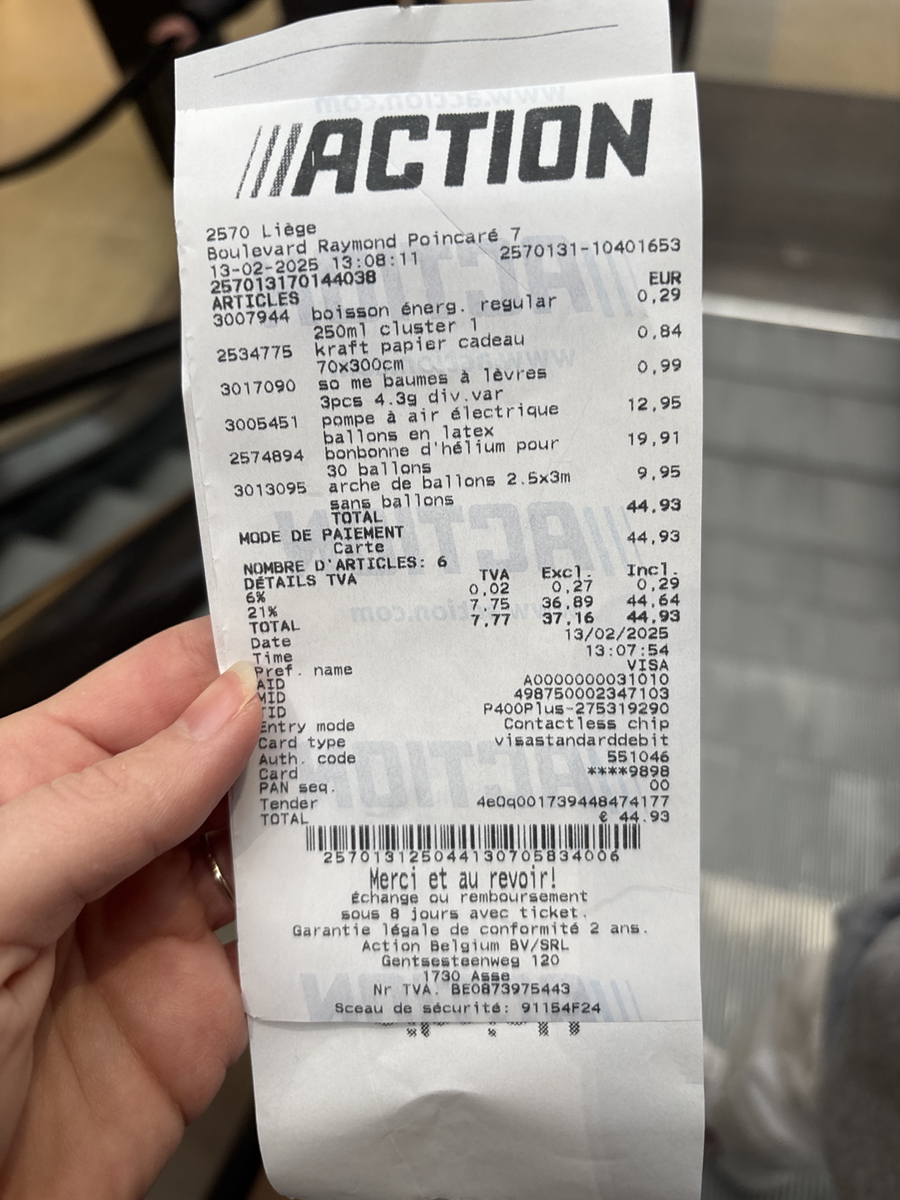 ACTION
2570 Liège
Boulevard Raymond Poincaré 7
13-02-2025 13:08:11 2570131-10401653
257013170144038
ARTICLES EUR
3007944 boisson énerg. regular 0,29
250ml cluster 1
2534775 kraft papier cadeau 0,84
70x300cm
3017090 so me baumes à lèvres 0,99
3pcs 4.3g div.var
3005451 pompe à air électrique 12,95
ballons en latex
2574894 bonbonne d'hélium pour 19,91
30 ballons
3013095 arche de ballons 2.5x3m 9,95
sans ballons
TOTAL 44,93
MODE DE PAIEMENT
Carte 44,93
NOMBRE D'ARTICLES: 6
DÉTAILS TVA TVA Excl. Incl.
6% 0,02 0,27 0,29
21% 7,75 36,89 44,64
TOTAL 7,77 37,16 44,93
Date 13/02/2025
Time 13:07:54
Pref. name VISA
AID A0000000031010
MID 498750002347103
TID P400Plus-275319290
Entry mode Contactless chip
Card type visastandarddebit
Auth. code 551046
Card ****9898
PAN seq. 00
Tender 4e0q001739448474177
TOTAL € 44.93
257013125044130705834006
Merci et au revoir!
Échange ou remboursement
sous 8 jours avec ticket.
Garantie légale de conformité 2 ans.
Action Belgium BV/SRL
Gentsesteenweg 120
1730 Asse
Nr TVA. BE0873975443
Sceau de sécurité: 91154F24